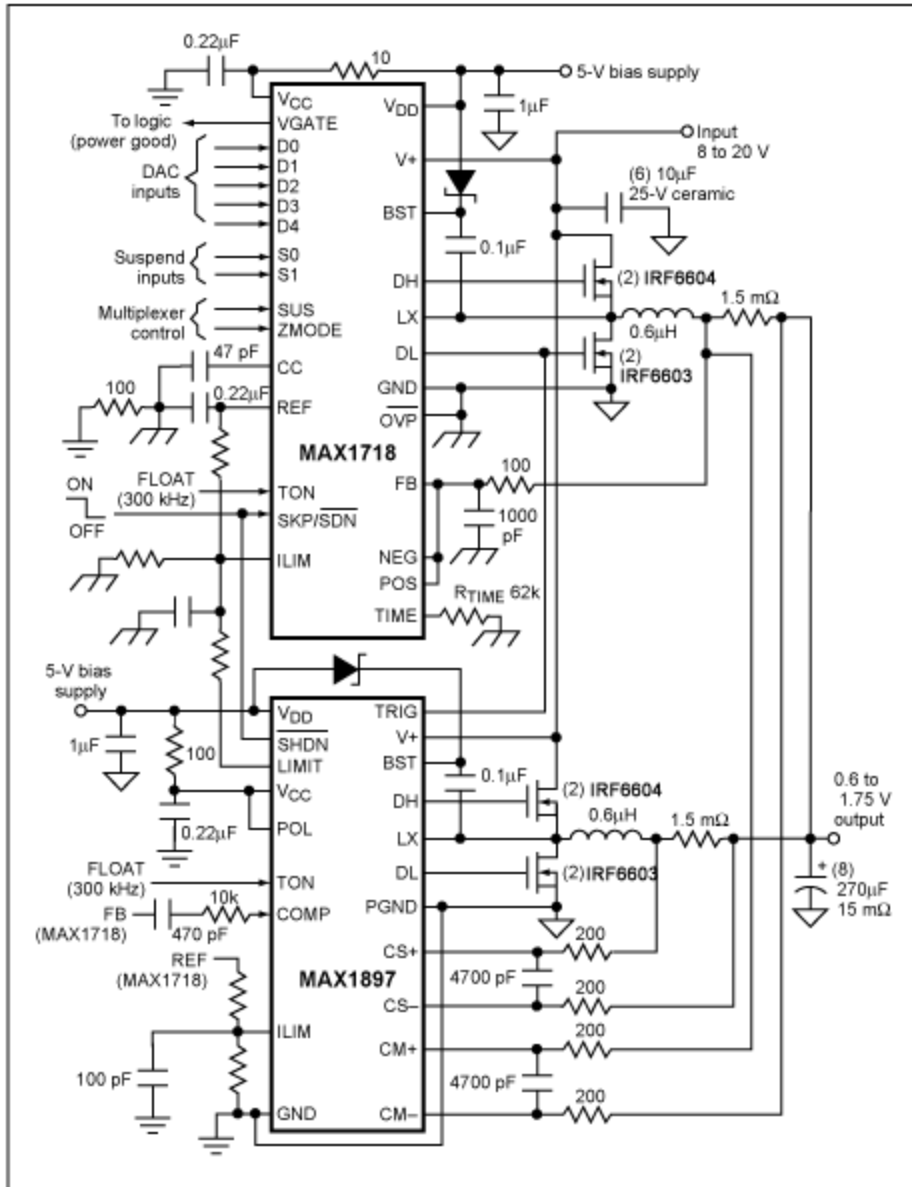 0.22μF
10
5-V bias supply
V_CC
V_DD
1μF
To logic
(power good)
VGATE
Input
8 to 20 V
D0
D1
D2
D3
D4
DAC
inputs
V+
(6) 10μF
25-V ceramic
BST
0.1μF
Suspend
inputs
S0
S1
DH
(2) IRF6604
1.5 mΩ
Multiplexer
control
SUS
ZMODE
LX
0.6μH
47 pF
CC
DL
(2)
IRF6603
100
0.22μF
REF
GND
OVP
MAX1718
ON
OFF
FLOAT
(300 kHz)
TON
FB
100
SKP/SDN
1000
pF
ILIM
NEG
POS
R_TIME 62k
TIME
5-V bias
supply
V_DD
TRIG
1μF
100
SHDN
V+
LIMIT
BST
0.1μF
V_CC
DH
(2) IRF6604
0.6μH
1.5 mΩ
0.6 to
1.75 V
output
0.22μF
POL
LX
FLOAT
(300 kHz)
TON
DL
(2) IRF6603
+ (8)
270μF
15 mΩ
10k
FB
(MAX1718)
470 pF
COMP
PGND
200
REF
(MAX1718)
MAX1897
CS+
4700 pF
200
CS–
200
ILIM
CM+
100 pF
4700 pF
200
GND
CM–